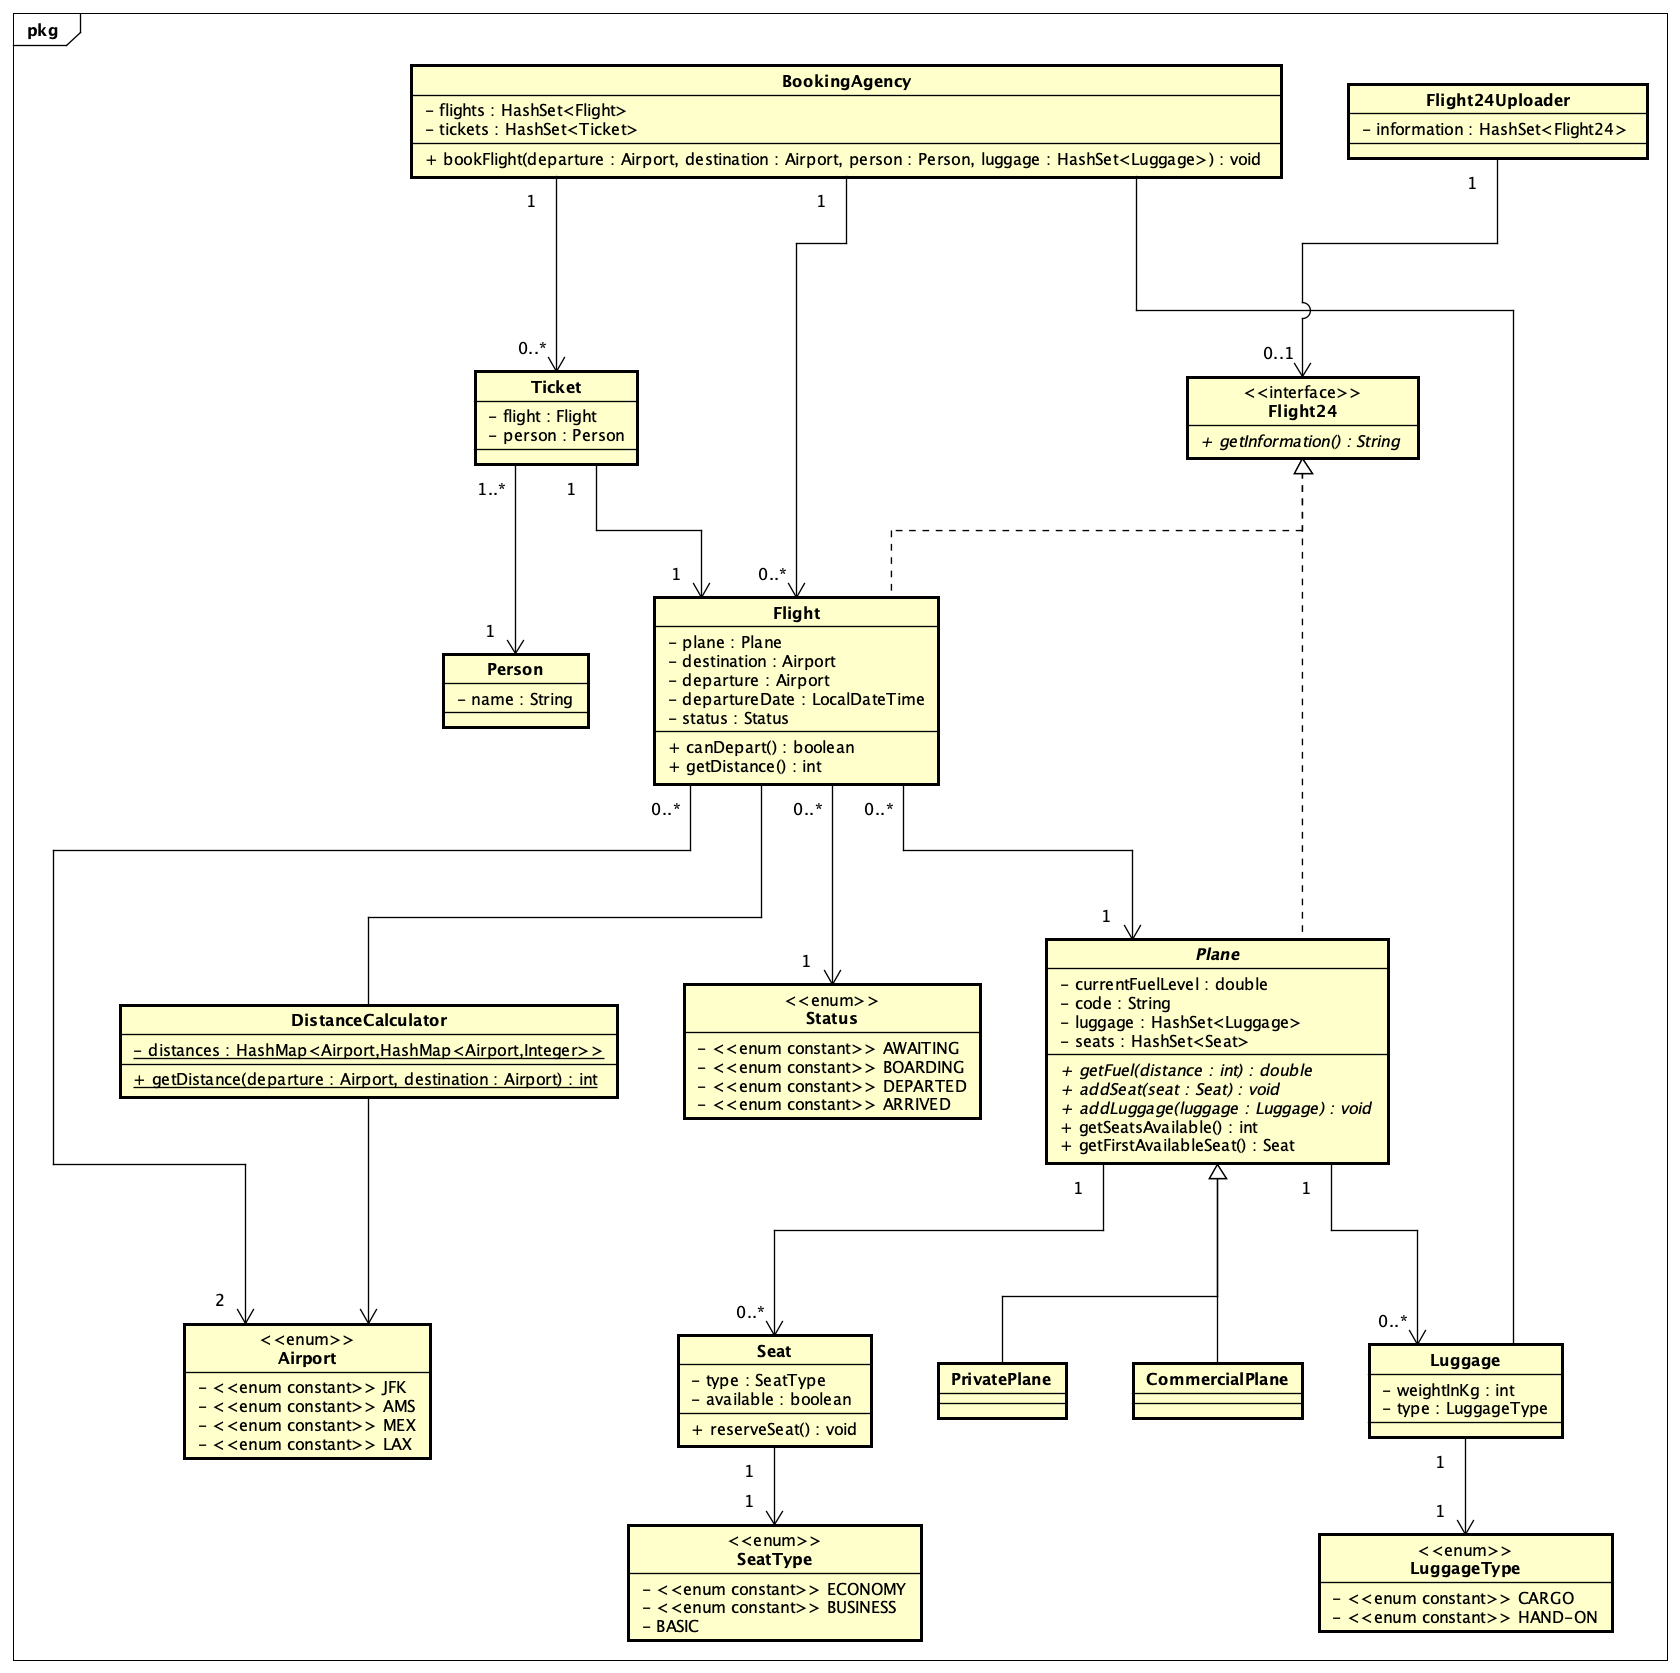 pkg
BookingAgency
- flights : HashSet<Flight>
- tickets : HashSet<Ticket>
+ bookFlight(departure : Airport, destination : Airport, person : Person, luggage : HashSet<Luggage>) : void
Flight24Uploader
- information : HashSet<Flight24>
1
1
1
0..*
0..1
Ticket
- flight : Flight
- person : Person
<<interface>>
Flight24
+ getInformation() : String
1..*
1
1
0..*
1
Flight
- plane : Plane
- destination : Airport
- departure : Airport
- departureDate : LocalDateTime
- status : Status
+ canDepart() : boolean
+ getDistance() : int
Person
- name : String
0..*
0..*
0..*
1
1
Plane
- currentFuelLevel : double
- code : String
- luggage : HashSet<Luggage>
- seats : HashSet<Seat>
+ getFuel(distance : int) : double
+ addSeat(seat : Seat) : void
+ addLuggage(luggage : Luggage) : void
+ getSeatsAvailable() : int
+ getFirstAvailableSeat() : Seat
DistanceCalculator
- distances : HashMap<Airport,HashMap<Airport,Integer>>
+ getDistance(departure : Airport, destination : Airport) : int
<<enum>>
Status
- <<enum constant>> AWAITING
- <<enum constant>> BOARDING
- <<enum constant>> DEPARTED
- <<enum constant>> ARRIVED
1
1
2
0..*
0..*
<<enum>>
Airport
- <<enum constant>> JFK
- <<enum constant>> AMS
- <<enum constant>> MEX
- <<enum constant>> LAX
Seat
- type : SeatType
- available : boolean
+ reserveSeat() : void
PrivatePlane
CommercialPlane
Luggage
- weightInKg : int
- type : LuggageType
1
1
1
1
<<enum>>
SeatType
- <<enum constant>> ECONOMY
- <<enum constant>> BUSINESS
- BASIC
<<enum>>
LuggageType
- <<enum constant>> CARGO
- <<enum constant>> HAND-ON